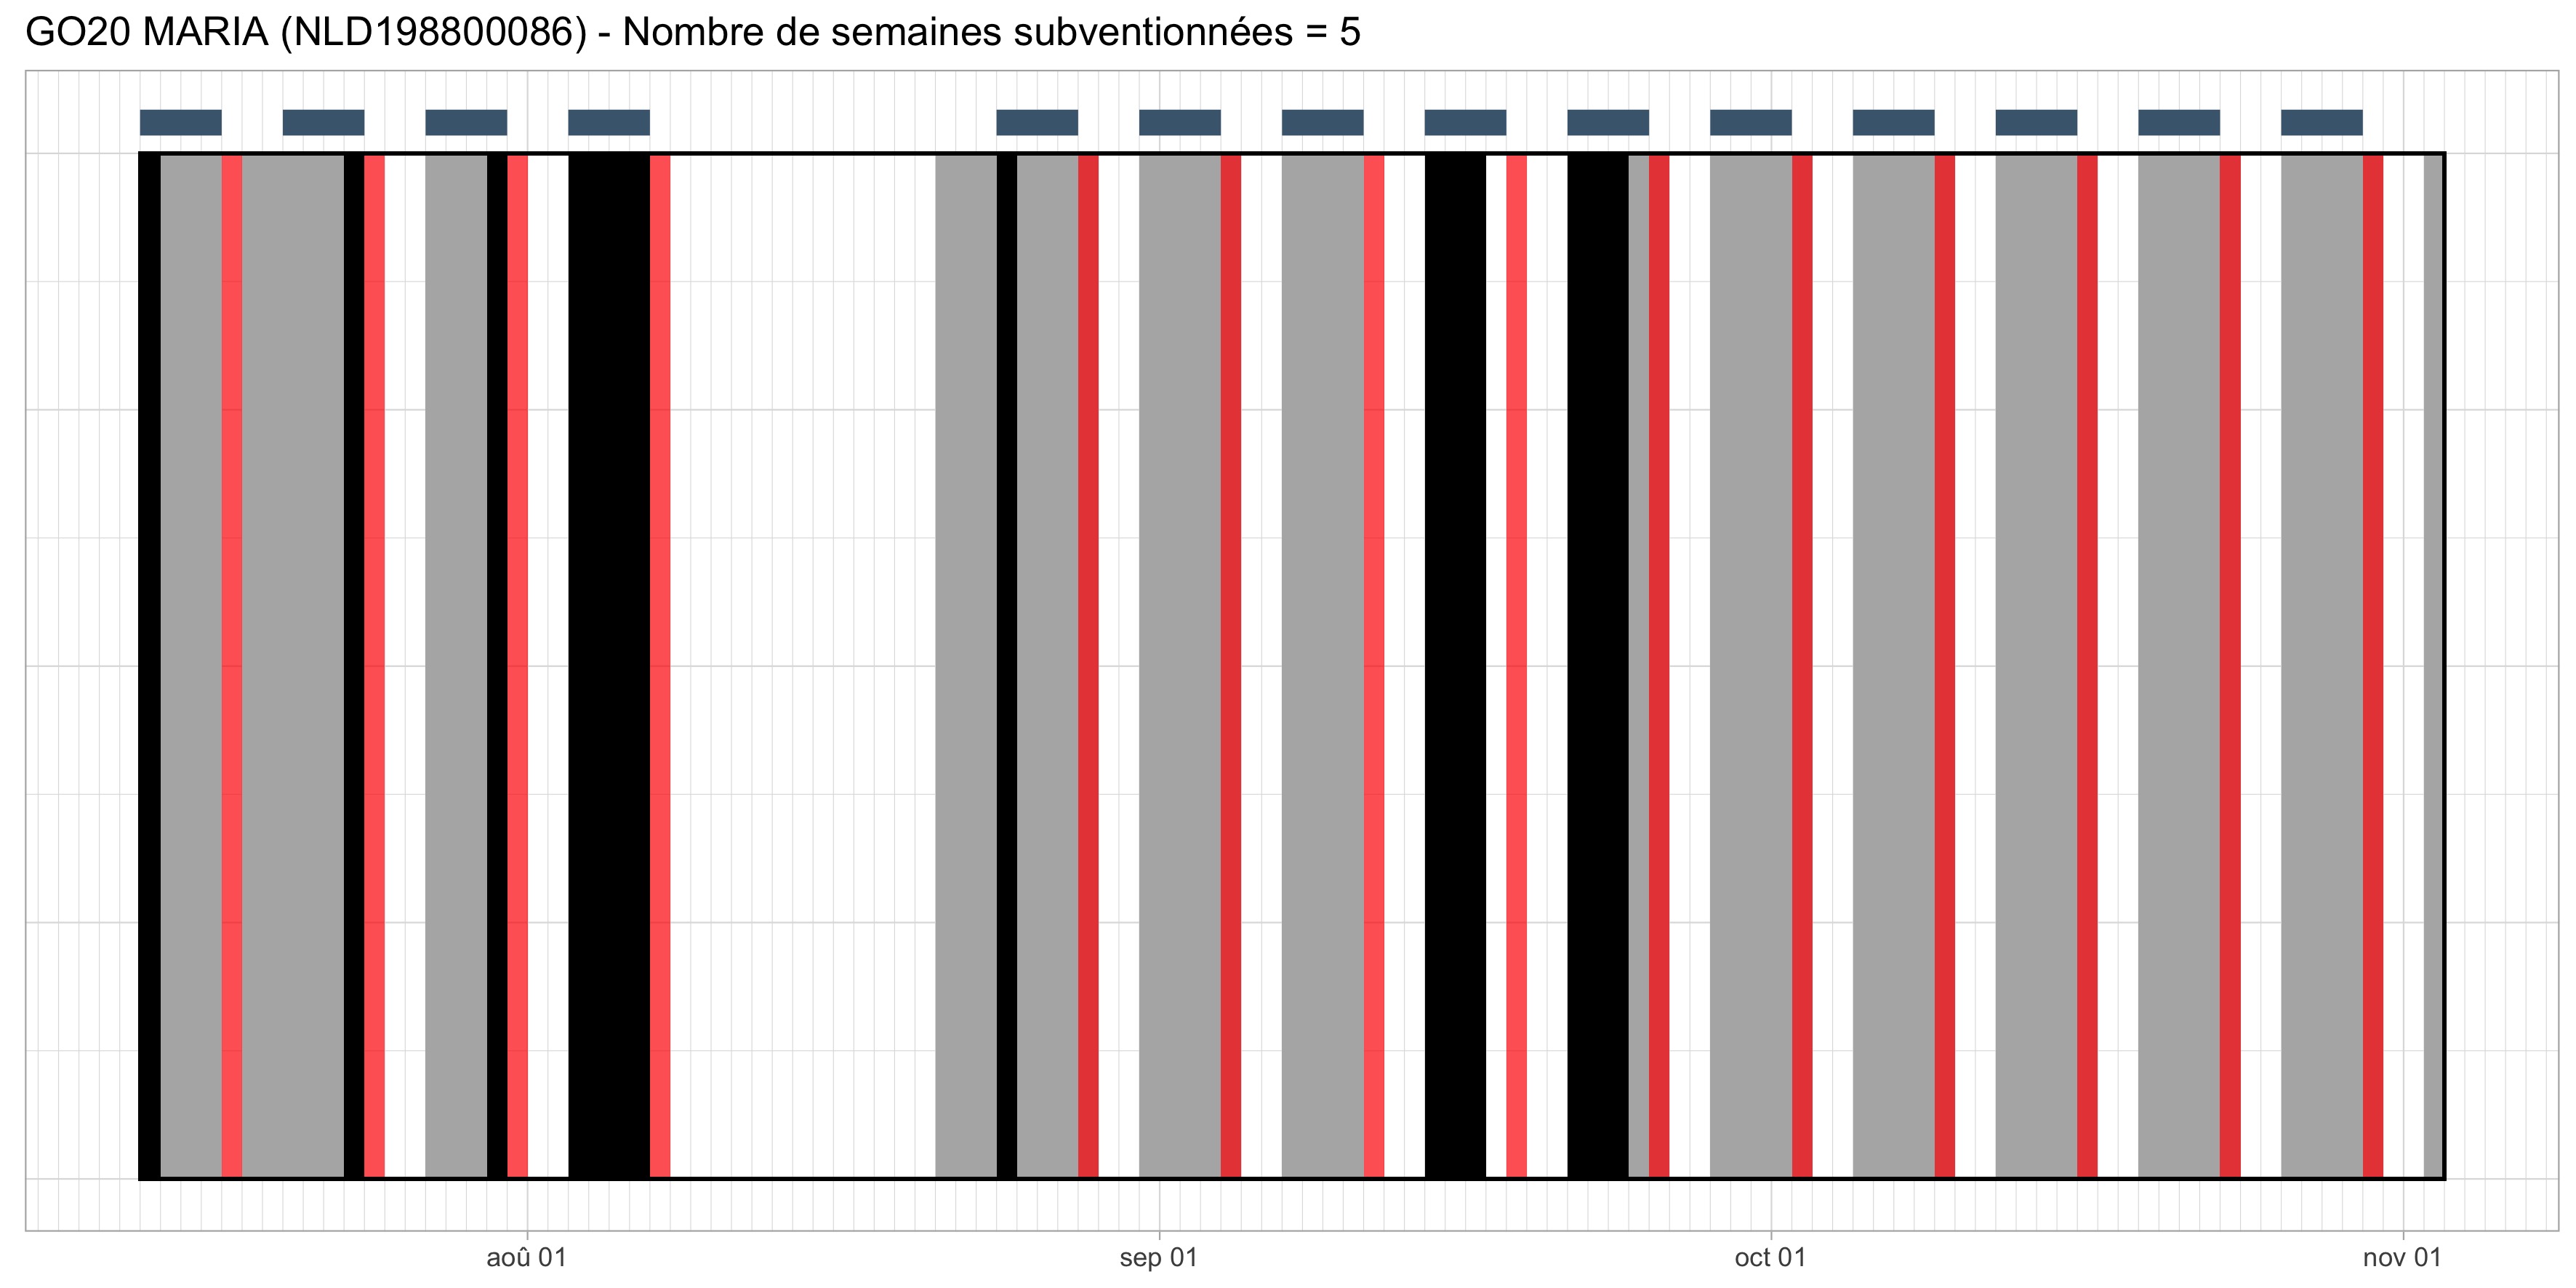 GO20 MARIA (NLD198800086) - Nombre de semaines subventionnées = 5
aoû 01
sep 01
oct 01
nov 01